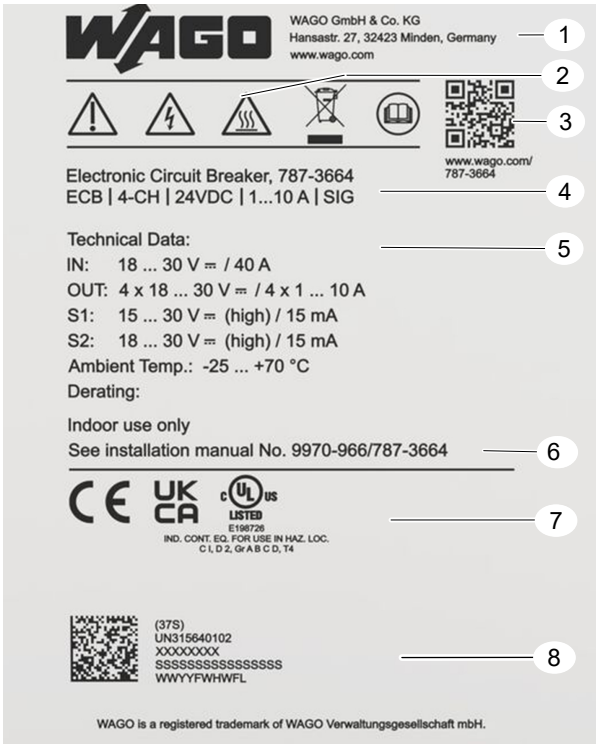 WAGO
WAGO GmbH & Co. KG
Hansastr. 27, 32423 Minden, Germany
www.wago.com
1
2
3
www.wago.com/
787-3664
Electronic Circuit Breaker, 787-3664
ECB | 4-CH | 24VDC | 1...10 A | SIG
4
Technical Data:
5
IN: 18 ... 30 V ⎓ / 40 A
OUT: 4 x 18 ... 30 V ⎓ / 4 x 1 ... 10 A
S1: 15 ... 30 V ⎓ (high) / 15 mA
S2: 18 ... 30 V ⎓ (high) / 15 mA
Ambient Temp.: -25 ... +70 °C
Derating:
Indoor use only
See installation manual No. 9970-966/787-3664
6
CE
UK
CA
c UL us
LISTED
E198726
IND. CONT. EQ. FOR USE IN HAZ. LOC.
C I, D 2, Gr A B C D, T4
7
(37S)
UN315640102
XXXXXXXX
SSSSSSSSSSSSSSSS
WWYYFWHWFL
8
WAGO is a registered trademark of WAGO Verwaltungsgesellschaft mbH.